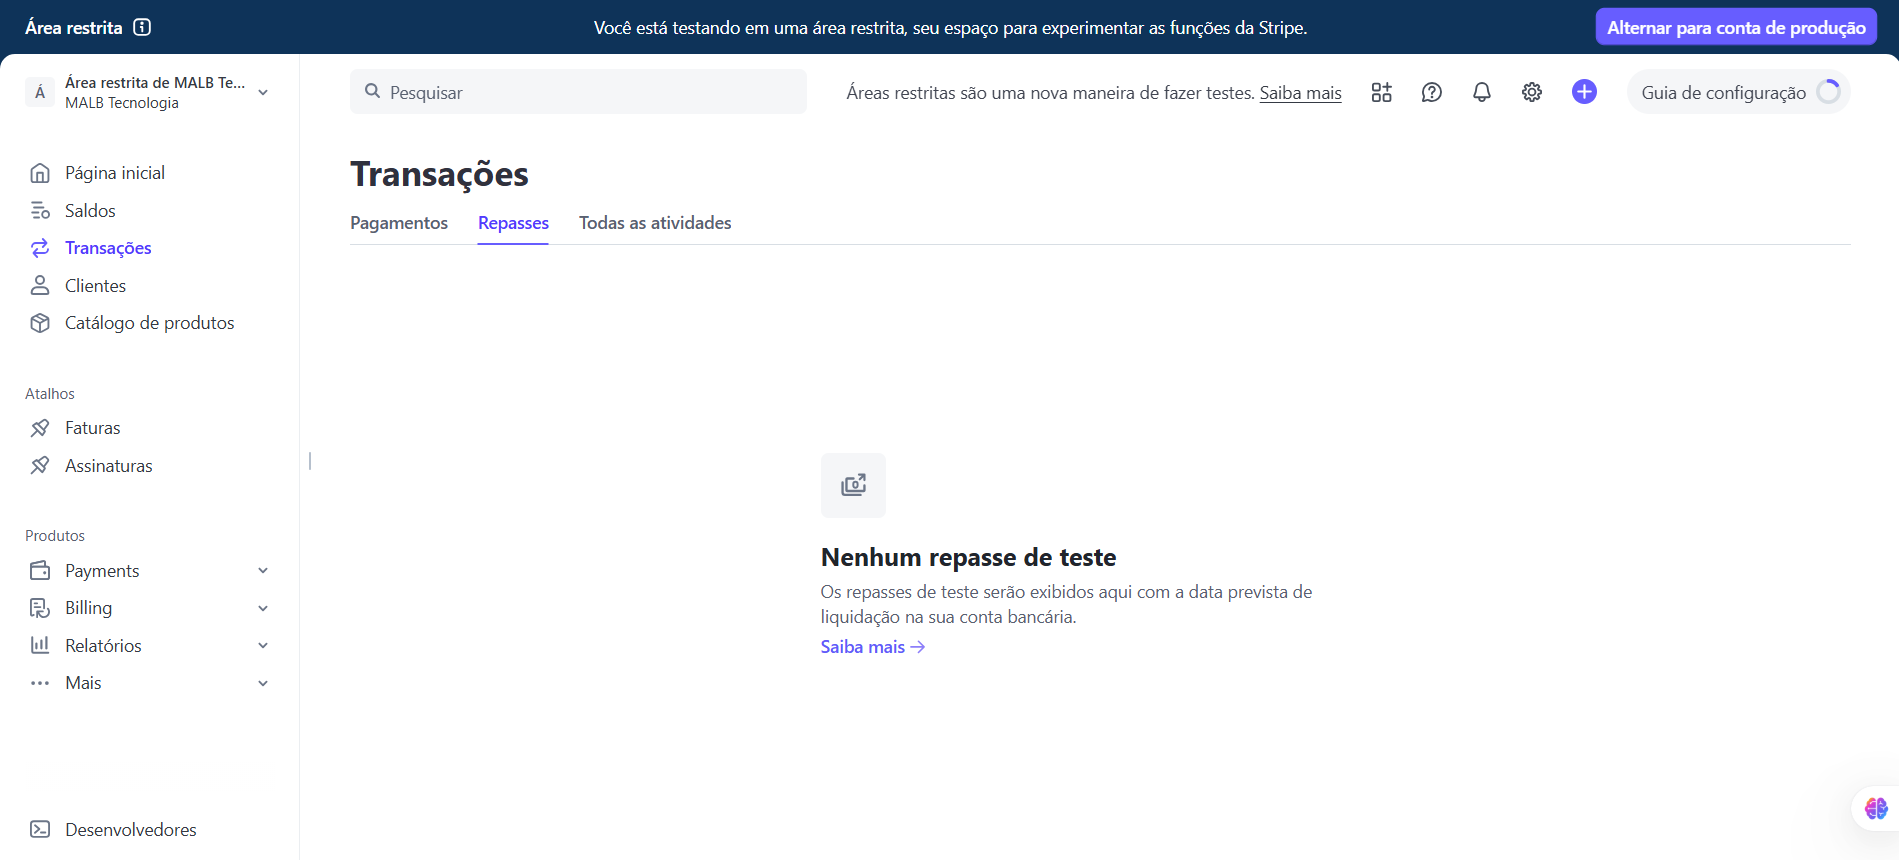 Área restrita
Você está testando em uma área restrita, seu espaço para experimentar as funções da Stripe.
Alternar para conta de produção
Á
Área restrita de MALB Te...
MALB Tecnologia
Pesquisar
Áreas restritas são uma nova maneira de fazer testes. Saiba mais
Guia de configuração
Página inicial
Saldos
Transações
Clientes
Catálogo de produtos
Atalhos
Faturas
Assinaturas
Produtos
Payments
Billing
Relatórios
Mais
Desenvolvedores
Transações
Pagamentos
Repasses
Todas as atividades
Nenhum repasse de teste
Os repasses de teste serão exibidos aqui com a data prevista de
liquidação na sua conta bancária.
Saiba mais →